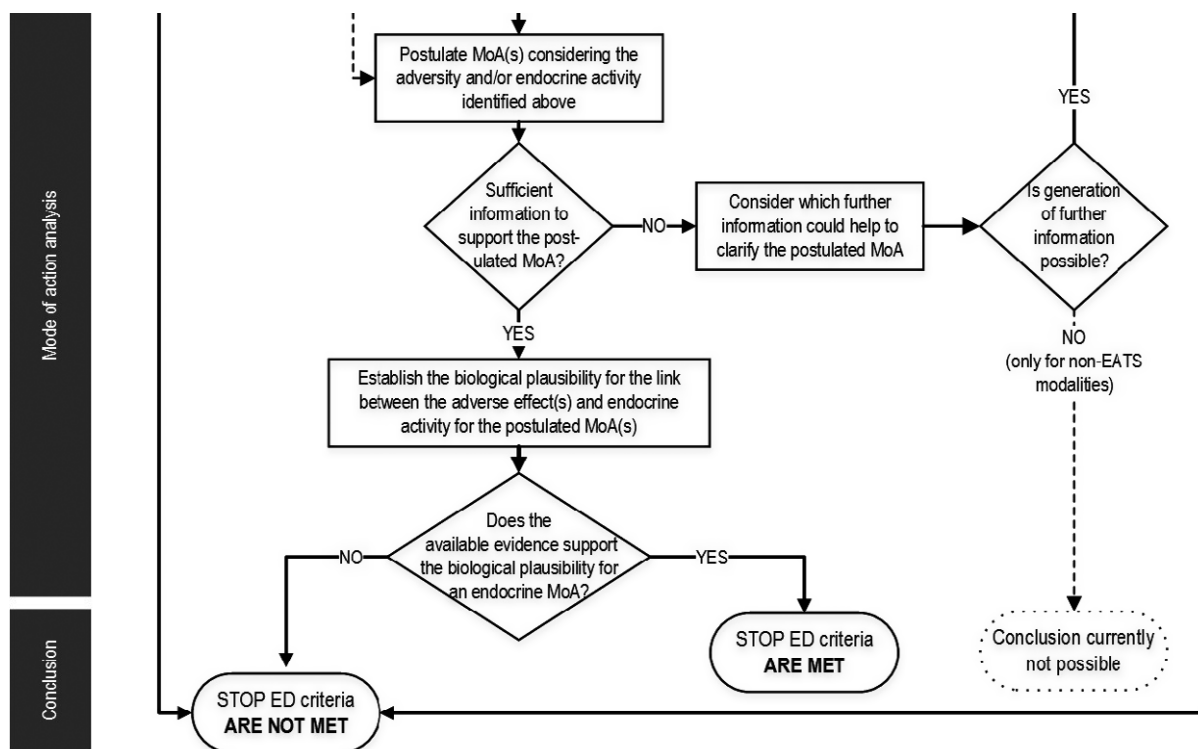 Mode of action analysis
Postulate MoA(s) considering the
adversity and/or endocrine activity
identified above
YES
Sufficient
information to
support the post-
ulated MoA?
NO
Consider which further
information could help to
clarify the postulated MoA
Is generation
of further
information
possible?
YES
NO
(only for non-EATS
modalities)
Establish the biological plausibility for the link
between the adverse effect(s) and endocrine
activity for the postulated MoA(s)
Does the
available evidence support
the biological plausibility for
an endocrine MoA?
NO
YES
Conclusion
STOP ED criteria
ARE NOT MET
STOP ED criteria
ARE MET
Conclusion currently
not possible